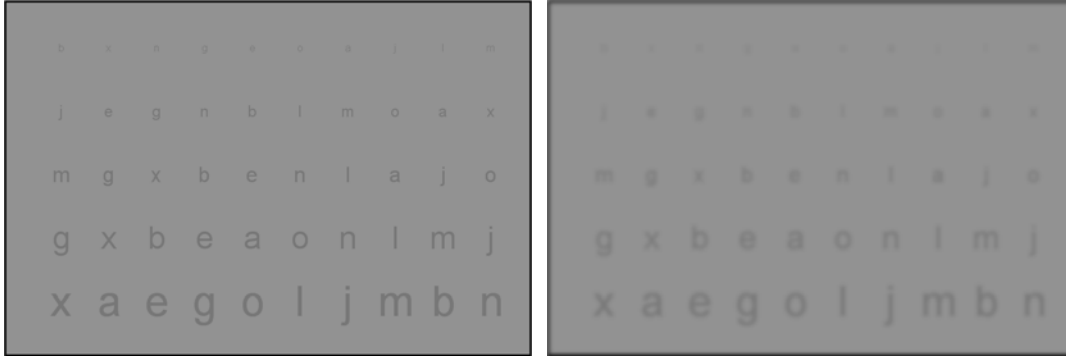 b x n g e o a j l m
j e g n b l m o a x
m g x b e n l a j o
g x b e a o n l m j
x a e g o l j m b n
m g x b e n l a j o
g x b e a o n l m j
x a e g o l j m b n